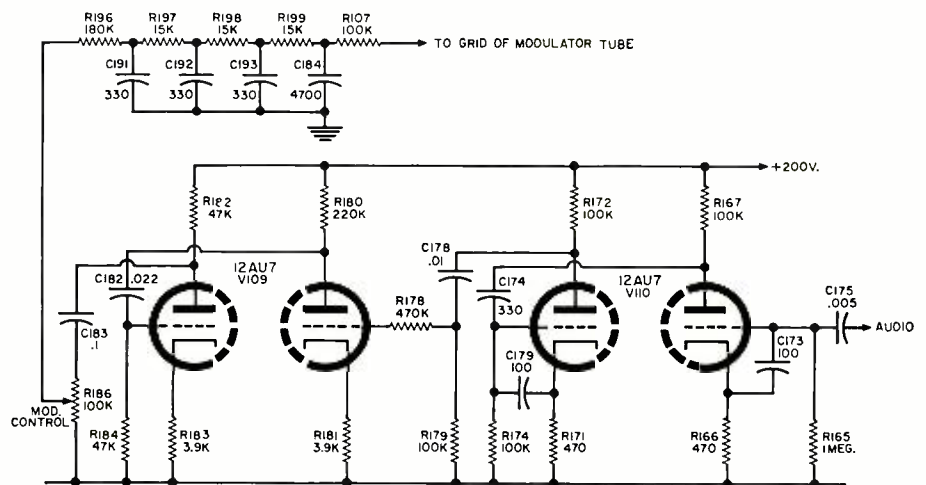 R196
180K
R197
15K
R198
15K
R199
15K
R107
100K
TO GRID OF MODULATOR TUBE
C191
330
C192
330
C193
330
C184
4700
+200V.
R182
47K
R180
220K
R172
100K
R167
100K
C182 .022
12AU7
V109
C178
.01
C174
330
12AU7
V110
C175
.005
AUDIO
R178
470K
C183
.1
C173
100
C179
100
R186
100K
MOD.
CONTROL
R184
47K
R183
3.9K
R181
3.9K
R179
100K
R174
100K
R171
470
R166
470
R165
1MEG.